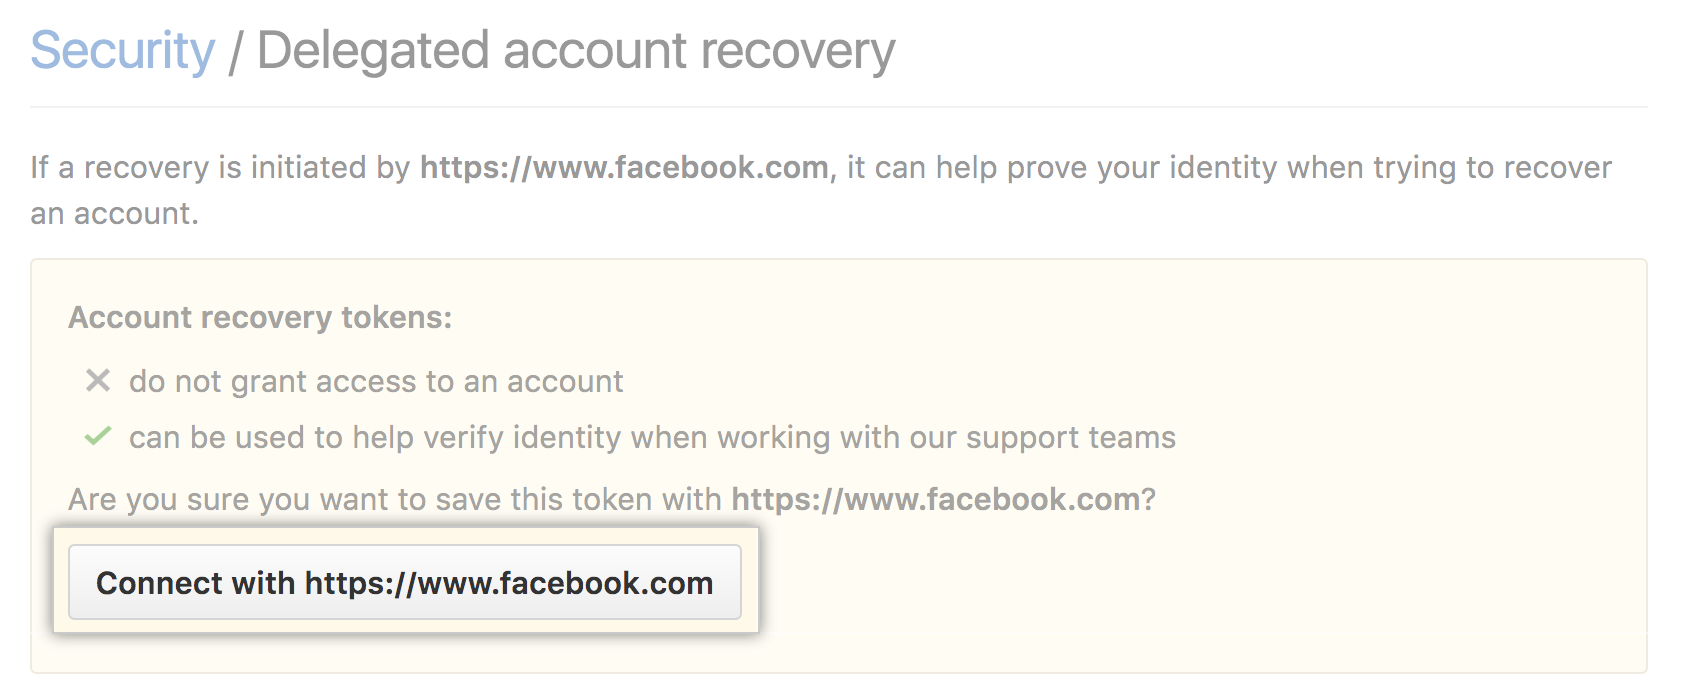 Security / Delegated account recovery
If a recovery is initiated by https://www.facebook.com, it can help prove your identity when trying to recover
an account.
Account recovery tokens:
do not grant access to an account
can be used to help verify identity when working with our support teams
Are you sure you want to save this token with https://www.facebook.com?
Connect with https://www.facebook.com